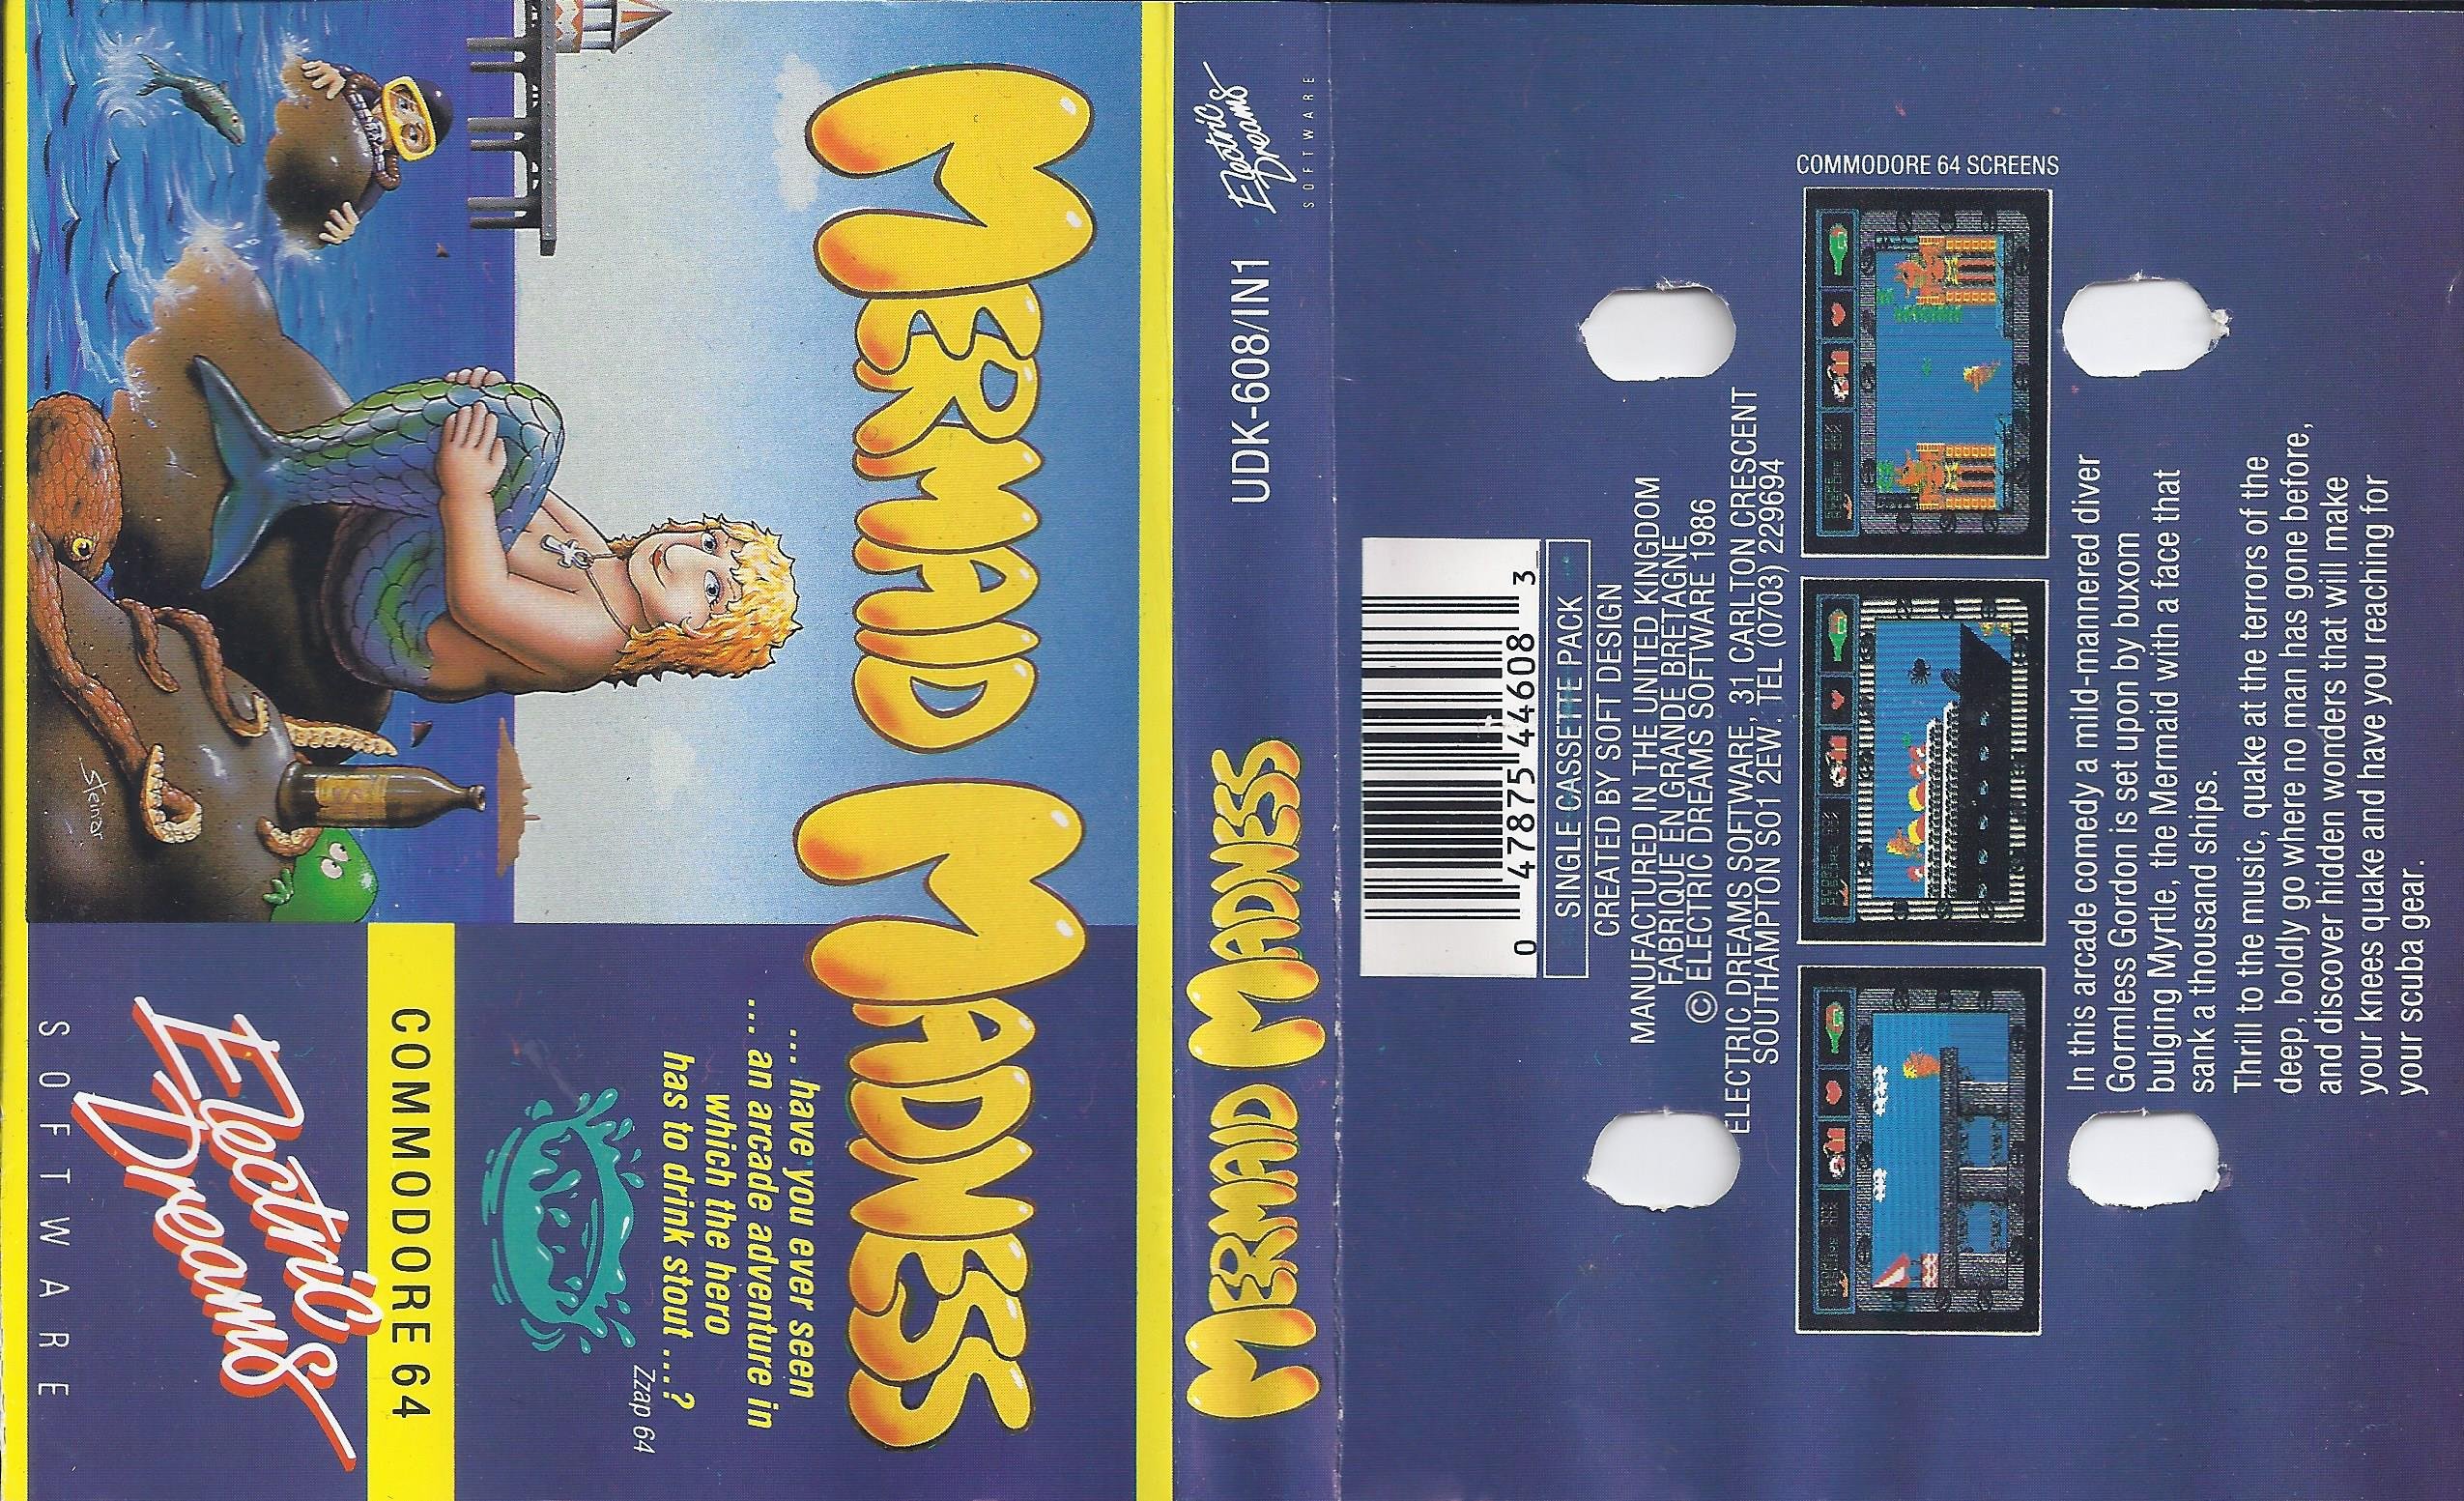 MERMAID MADNESS
... have you ever seen
... an arcade adventure in
which the hero
has to drink stout ....?
Zzap 64
COMMODORE 64
Electric
Dreams
SOFTWARE
Steinar
Electric
Dreams
SOFTWARE
UDK-608/IN1
MERMAID MADNESS
0 47875 44608 3
SINGLE CASSETTE PACK
CREATED BY SOFT DESIGN
MANUFACTURED IN THE UNITED KINGDOM
FABRIQUE EN GRANDE BRETAGNE
© ELECTRIC DREAMS SOFTWARE 1986
ELECTRIC DREAMS SOFTWARE, 31 CARLTON CRESCENT
SOUTHAMPTON SO1 2EW. TEL (0703) 229694
COMMODORE 64 SCREENS
In this arcade comedy a mild-mannered diver
Gormless Gordon is set upon by buxom
bulging Myrtle, the Mermaid with a face that
sank a thousand ships.
Thrill to the music, quake at the terrors of the
deep, boldly go where no man has gone before,
and discover hidden wonders that will make
your knees quake and have you reaching for
your scuba gear.